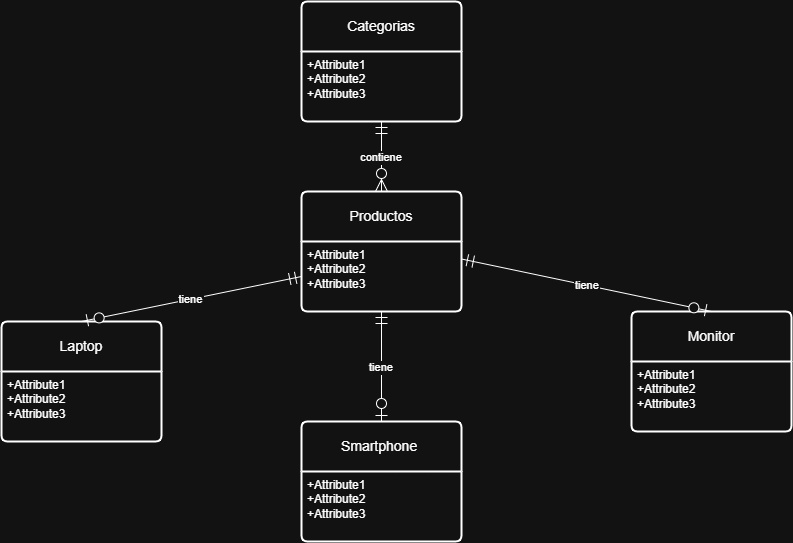 Categorias
+Attribute1
+Attribute2
+Attribute3
contiene
Productos
+Attribute1
+Attribute2
+Attribute3
tiene
tiene
tiene
Laptop
+Attribute1
+Attribute2
+Attribute3
Monitor
+Attribute1
+Attribute2
+Attribute3
Smartphone
+Attribute1
+Attribute2
+Attribute3